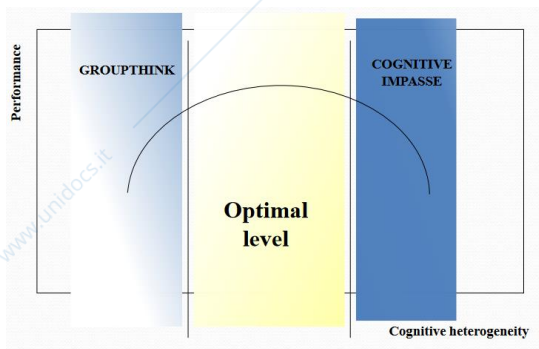 Performance
GROUPTHINK
COGNITIVE
IMPASSE
Optimal
level
www.unidocs.it
Cognitive heterogeneity